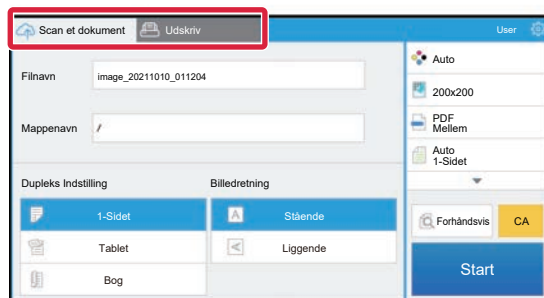 Scan et dokument
Udskriv
User
Filnavn
image_20211010_011204
Mappenavn
/
Dupleks Indstilling
Billedretning
1-Sidet
A
Stående
Tablet
A
Liggende
Bog
Auto
200x200
PDF
Mellem
Auto
1-Sidet
Forhåndsvis
CA
Start